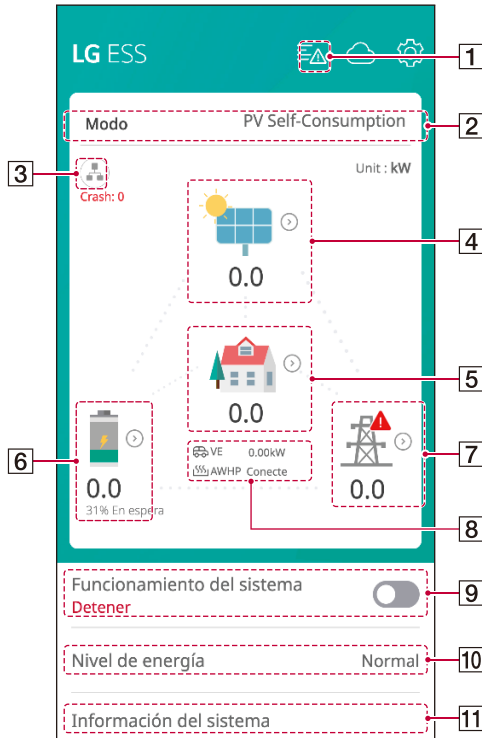 LG ESS
1
Modo PV Self-Consumption
2
3
Unit : kW
Crash: 0
4
0.0
5
0.0
6
7
VE 0.00kW
AWHP Conecte
0.0
0.0
31% En espera
8
Funcionamiento del sistema
9
Detener
Nivel de energía Normal
10
Información del sistema
11